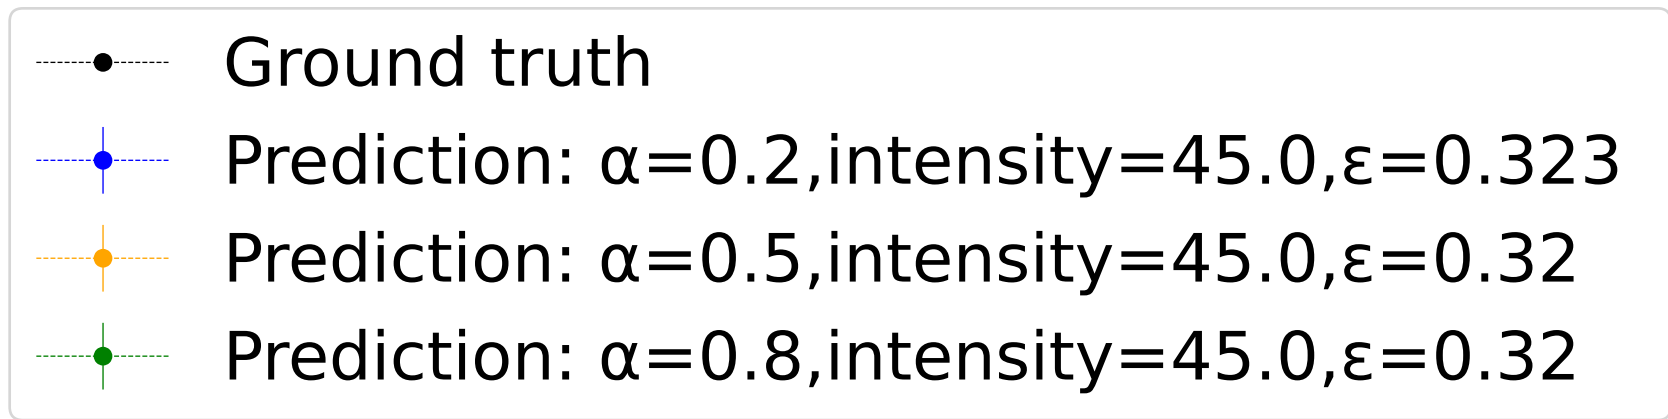 Ground truth
Prediction: α=0.2,intensity=45.0,ε=0.323
Prediction: α=0.5,intensity=45.0,ε=0.32
Prediction: α=0.8,intensity=45.0,ε=0.32